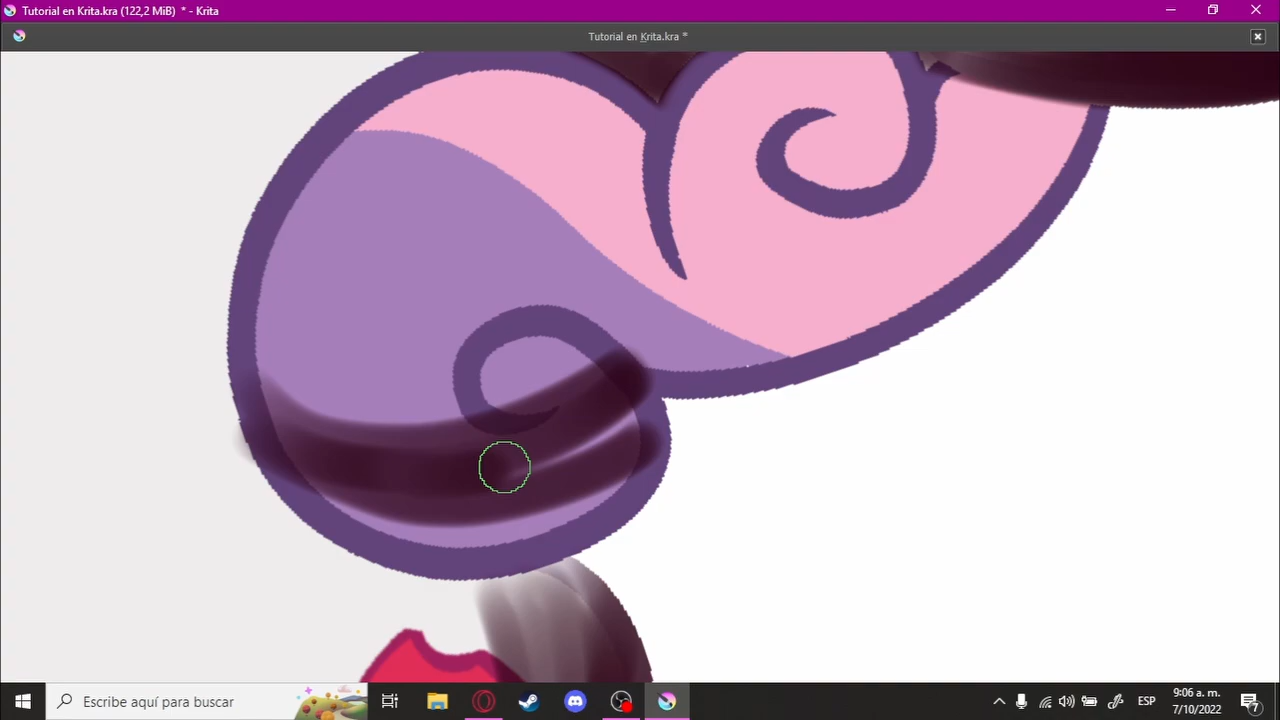 Tutorial en Krita.kra (122,2 MiB) * - Krita
Tutorial en Krita.kra *
Escribe aquí para buscar
ESP
9:06 a. m.
7/10/2022
7